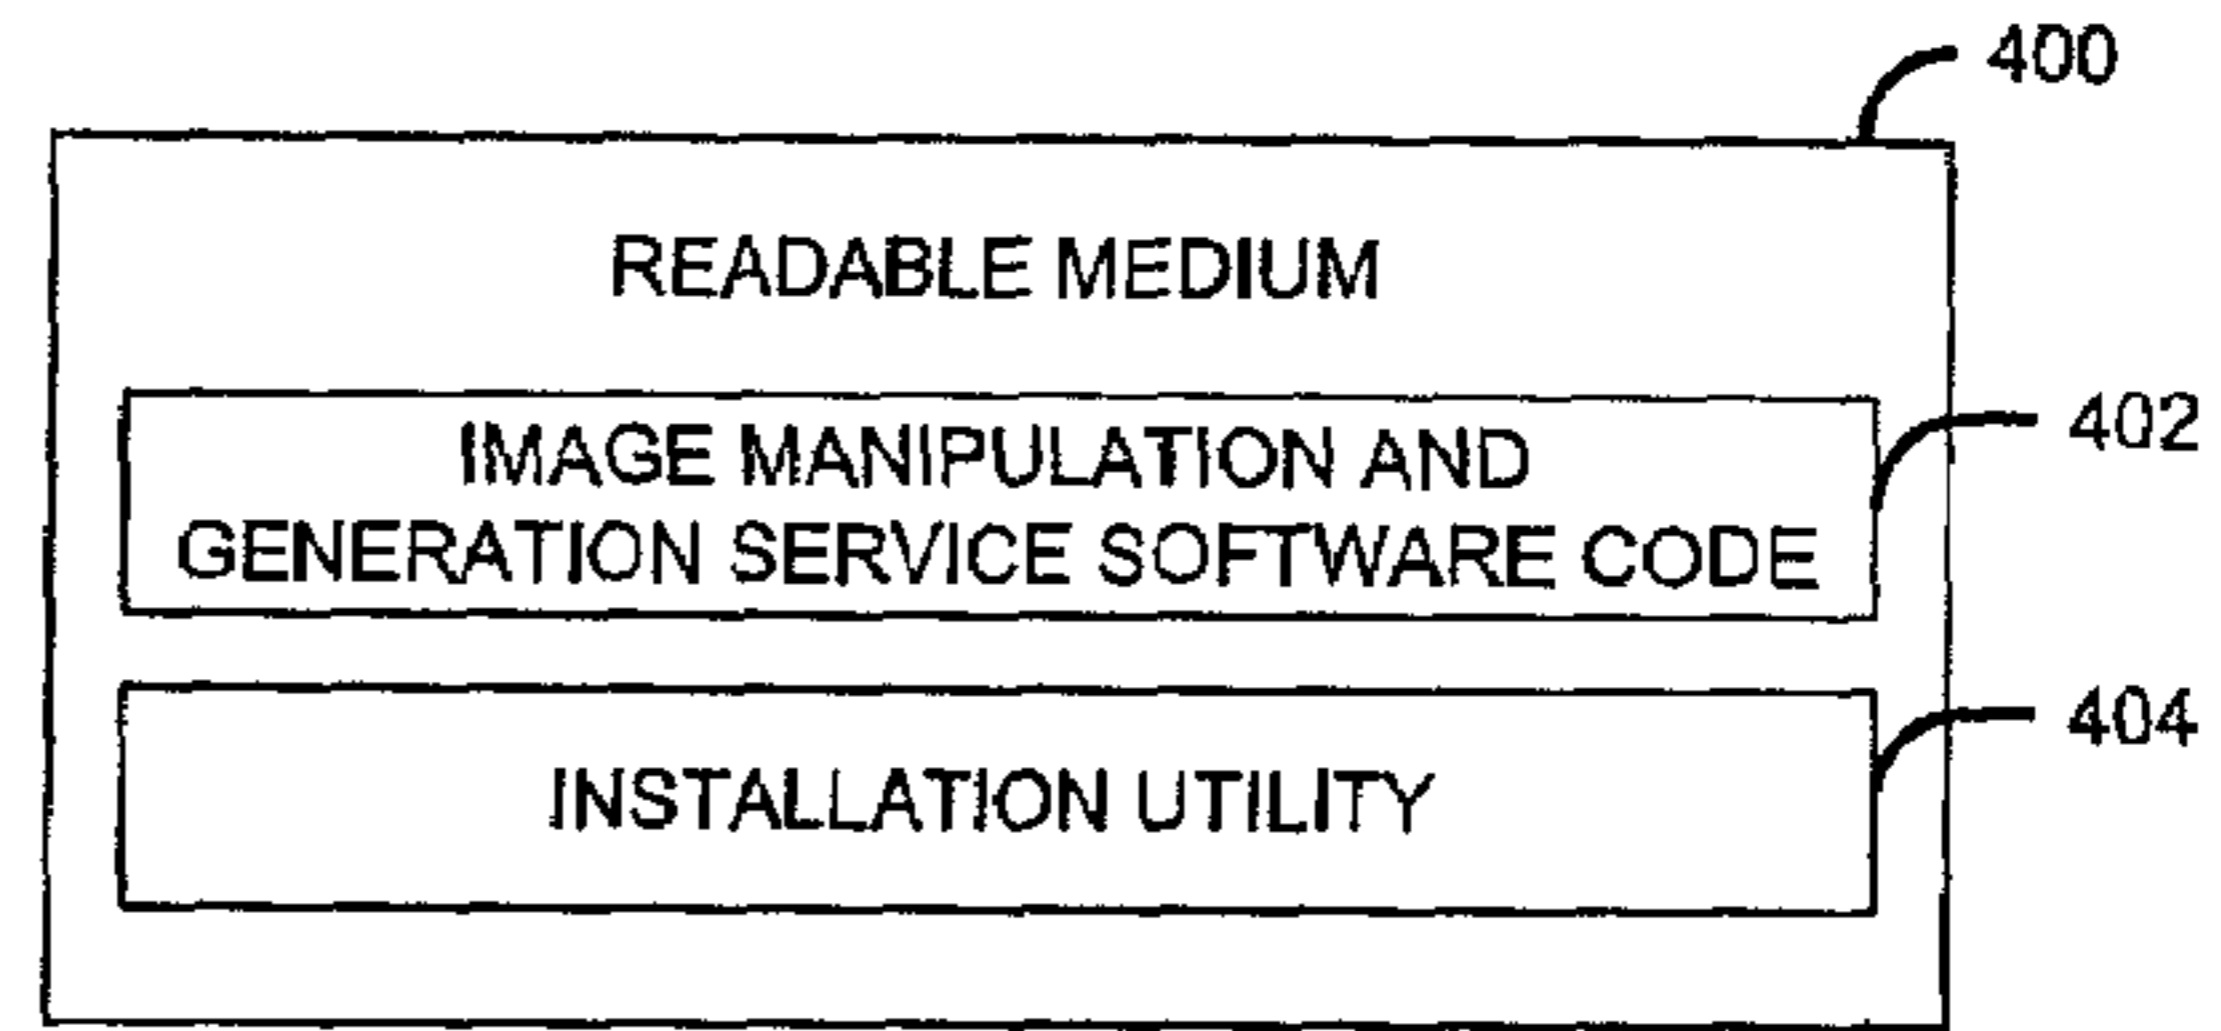 400
READABLE MEDIUM
402
IMAGE MANIPULATION AND
GENERATION SERVICE SOFTWARE CODE
404
INSTALLATION UTILITY